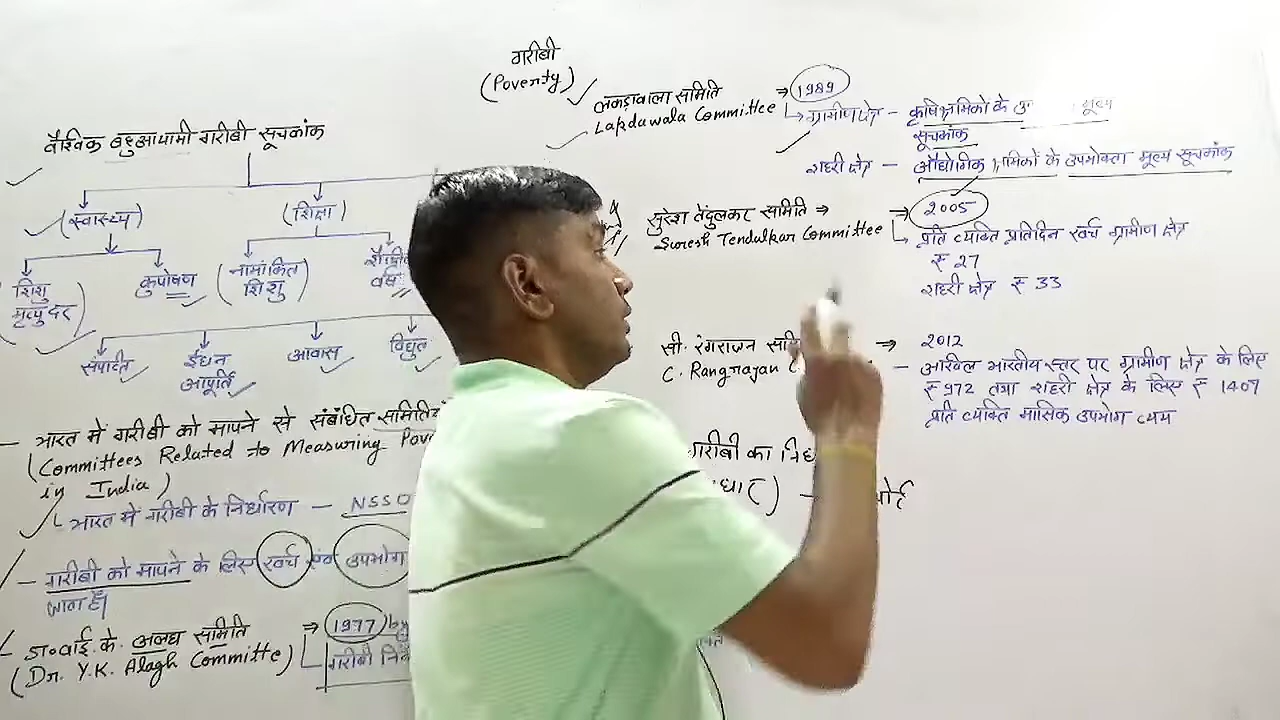 गरीबी
(Poverty)
वैश्विक बहुआयामी गरीबी सूचकांक
(स्वास्थ्य)
(शिक्षा)
शिशु
मृत्यु दर
कुपोषण
(नामांकित
शिशु)
वर्ष
संपत्ति
ईंधन
आपूर्ति
आवास
विद्युत
- भारत में गरीबी को मापने से संबंधित
(Committees Related to Measuring
in India)
भारत में गरीबी के निर्धारण - NSSO
- गरीबी को मापने के लिए खर्च एवं उपभोग
डा० वाई. के. अलघ समिति ⇒ 1977
(Dr. Y.K. Alagh Committe) गरीबी
लकड़ावाला समिति ⇒ 1989
Lakdawala Committee
ग्रामीण क्षेत्र - कृषि श्रमिकों के मूल्य
सूचकांक
शहरी क्षेत्र - औद्योगिक श्रमिकों के उपभोक्ता मूल्य सूचकांक
सुरेश तेंदुलकर समिति ⇒ → 2005
Suresh Tendulkar Committee
प्रति व्यक्ति प्रतिदिन खर्च ग्रामीण क्षेत्र
₹ 27
शहरी क्षेत्र ₹ 33
सी. रंगराजन ⇒ 2012
C. Rangrajan
- अखिल भारतीय स्तर पर ग्रामीण क्षेत्र के लिए
₹ 972 तथा शहरी क्षेत्र के लिए ₹ 1407
प्रति व्यक्ति मासिक उपभोग व्यय
गरीबी का